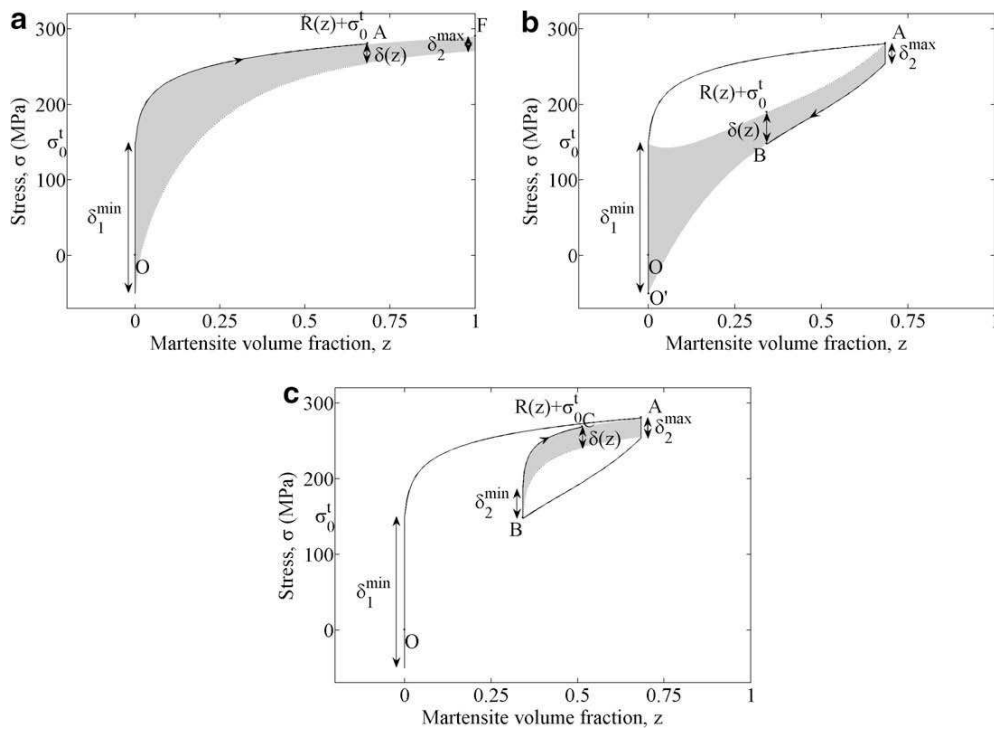 a
R(z)+σ₀ᵗ A F
300
δ(z) δ₂ᵐᵃˣ
200
σ₀ᵗ
100
δ₁ᵐⁱⁿ
0
O
0 0.25 0.5 0.75 1
Stress, σ (MPa)
Martensite volume fraction, z
b
300
A
δ₂ᵐᵃˣ
R(z)+σ₀ᵗ
200
δ(z)
σ₀ᵗ
B
100
δ₁ᵐⁱⁿ
0
O
O'
0 0.25 0.5 0.75 1
Stress, σ (MPa)
Martensite volume fraction, z
c
R(z)+σ₀ᵗ C A
300
δ(z) δ₂ᵐᵃˣ
200
δ₂ᵐⁱⁿ
σ₀ᵗ
B
100
δ₁ᵐⁱⁿ
0
O
0 0.25 0.5 0.75 1
Stress, σ (MPa)
Martensite volume fraction, z